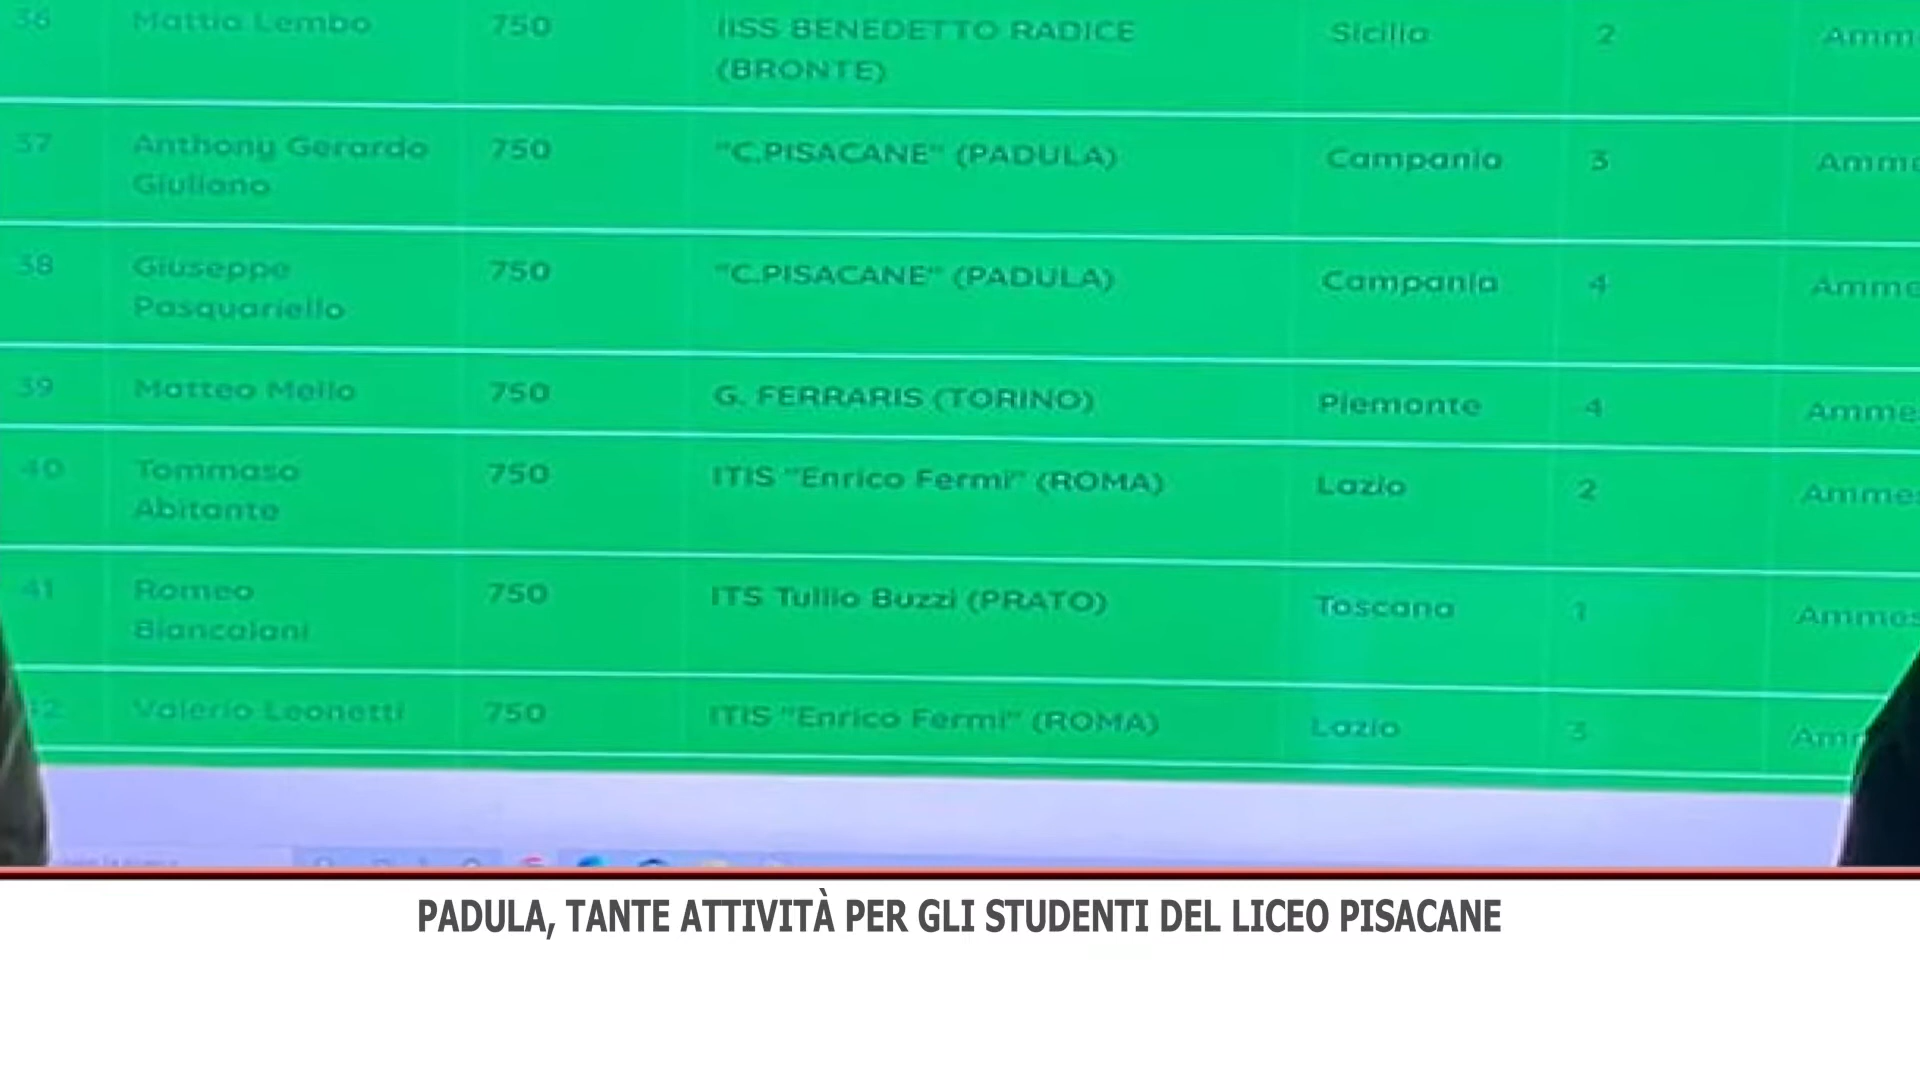 36 Mattia Lembo 750 IISS BENEDETTO RADICE Sicilia 2
(BRONTE)
37 Anthony Gerardo 750 "C.PISACANE" (PADULA) Campania 3
Giuliano
38 Giuseppe 750 "C.PISACANE" (PADULA) Campania 4
Pasquariello
39 Matteo Mello 750 G. FERRARIS (TORINO) Piemonte 4
40 Tommaso 750 ITIS "Enrico Fermi" (ROMA) Lazio 2
Abitante
41 Romeo 750 ITS Tullio Buzzi (PRATO) Toscana 1
Biancalani
Valerio Leonetti 750 ITIS "Enrico Fermi" (ROMA) Lazio 3
PADULA, TANTE ATTIVITÀ PER GLI STUDENTI DEL LICEO PISACANE